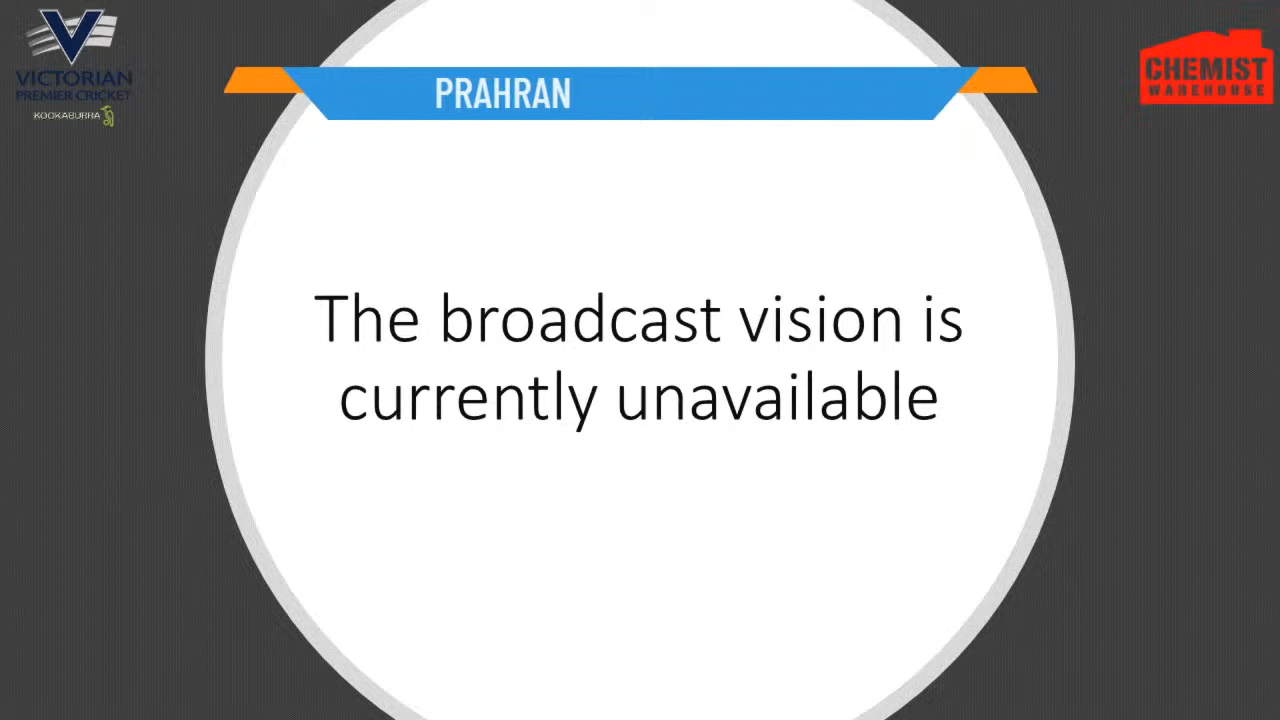 VICTORIAN
PREMIER CRICKET
KOOKABURRA
PRAHRAN
CHEMIST
WAREHOUSE
The broadcast vision is
currently unavailable